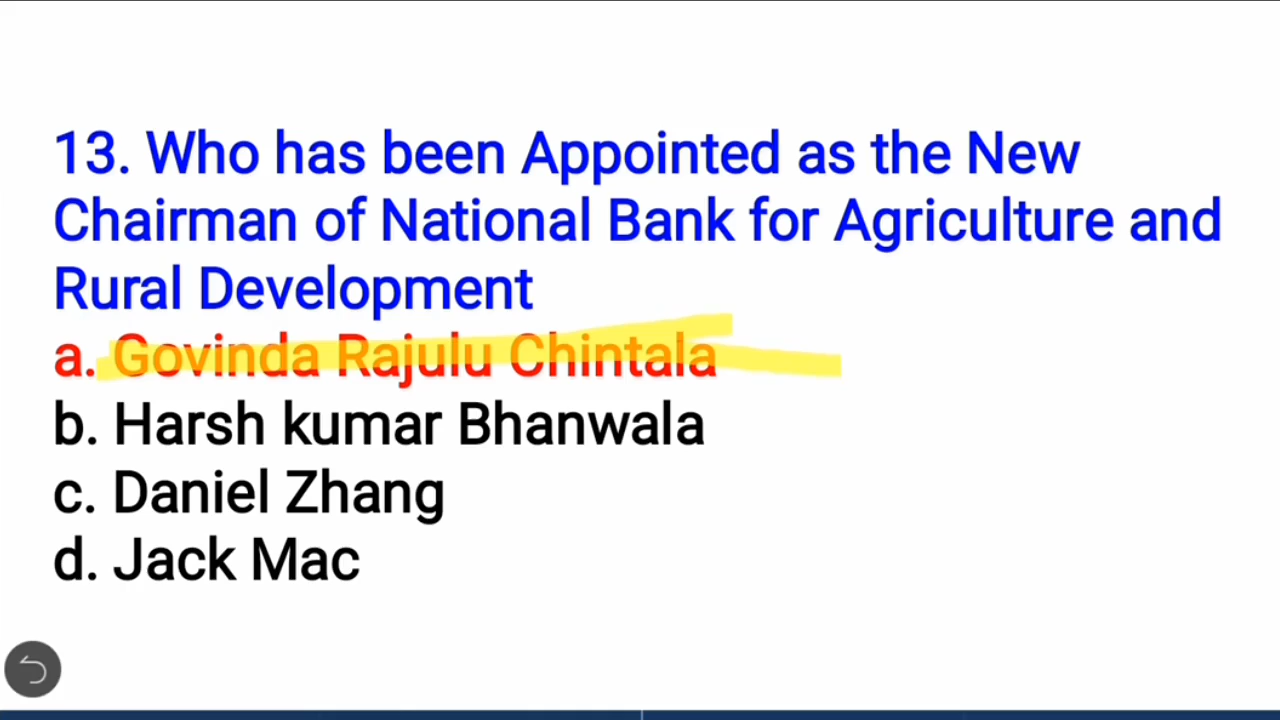 13. Who has been Appointed as the New
Chairman of National Bank for Agriculture and
Rural Development
a. Govinda Rajulu Chintala
b. Harsh kumar Bhanwala
c. Daniel Zhang
d. Jack Mac